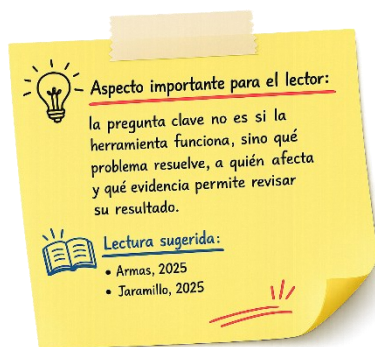 Aspecto importante para el lector:
la pregunta clave no es si la
herramienta funciona, sino qué
problema resuelve, a quién afecta
y qué evidencia permite revisar
su resultado.
Lectura sugerida:
• Armas, 2025
• Jaramillo, 2025